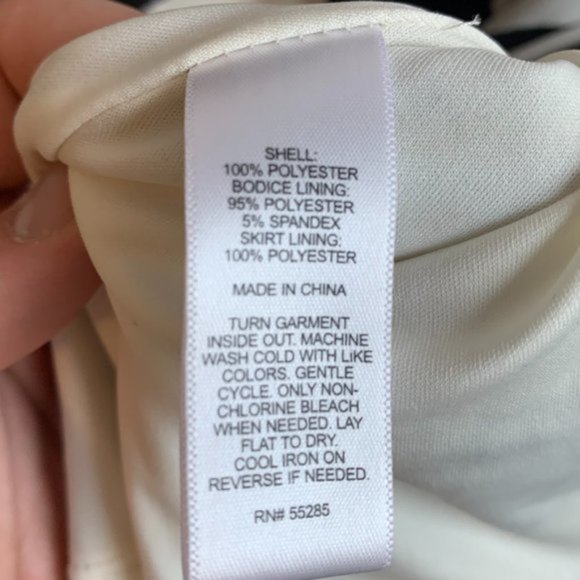 SHELL:
100% POLYESTER
BODICE LINING:
95% POLYESTER
5% SPANDEX
SKIRT LINING:
100% POLYESTER
MADE IN CHINA
TURN GARMENT
INSIDE OUT. MACHINE
WASH COLD WITH LIKE
COLORS. GENTLE
CYCLE. ONLY NON-
CHLORINE BLEACH
WHEN NEEDED. LAY
FLAT TO DRY.
COOL IRON ON
REVERSE IF NEEDED.
RN# 55285